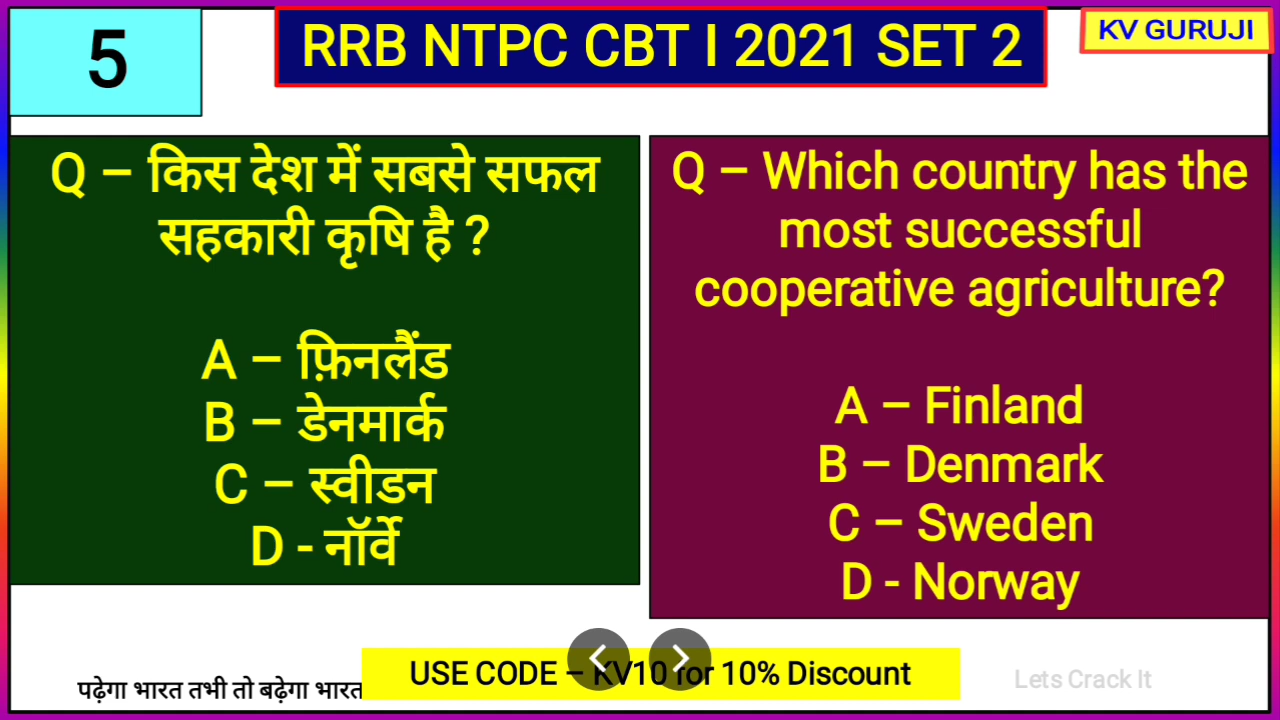 5
RRB NTPC CBT I 2021 SET 2
KV GURUJI
Q – किस देश में सबसे सफल
सहकारी कृषि है ?
A – फ़िनलैंड
B – डेनमार्क
C – स्वीडन
D - नॉर्वे
Q – Which country has the
most successful
cooperative agriculture?
A – Finland
B – Denmark
C – Sweden
D - Norway
पढ़ेगा भारत तभी तो बढ़ेगा भारत
USE CODE – KV10 for 10% Discount
Lets Crack It